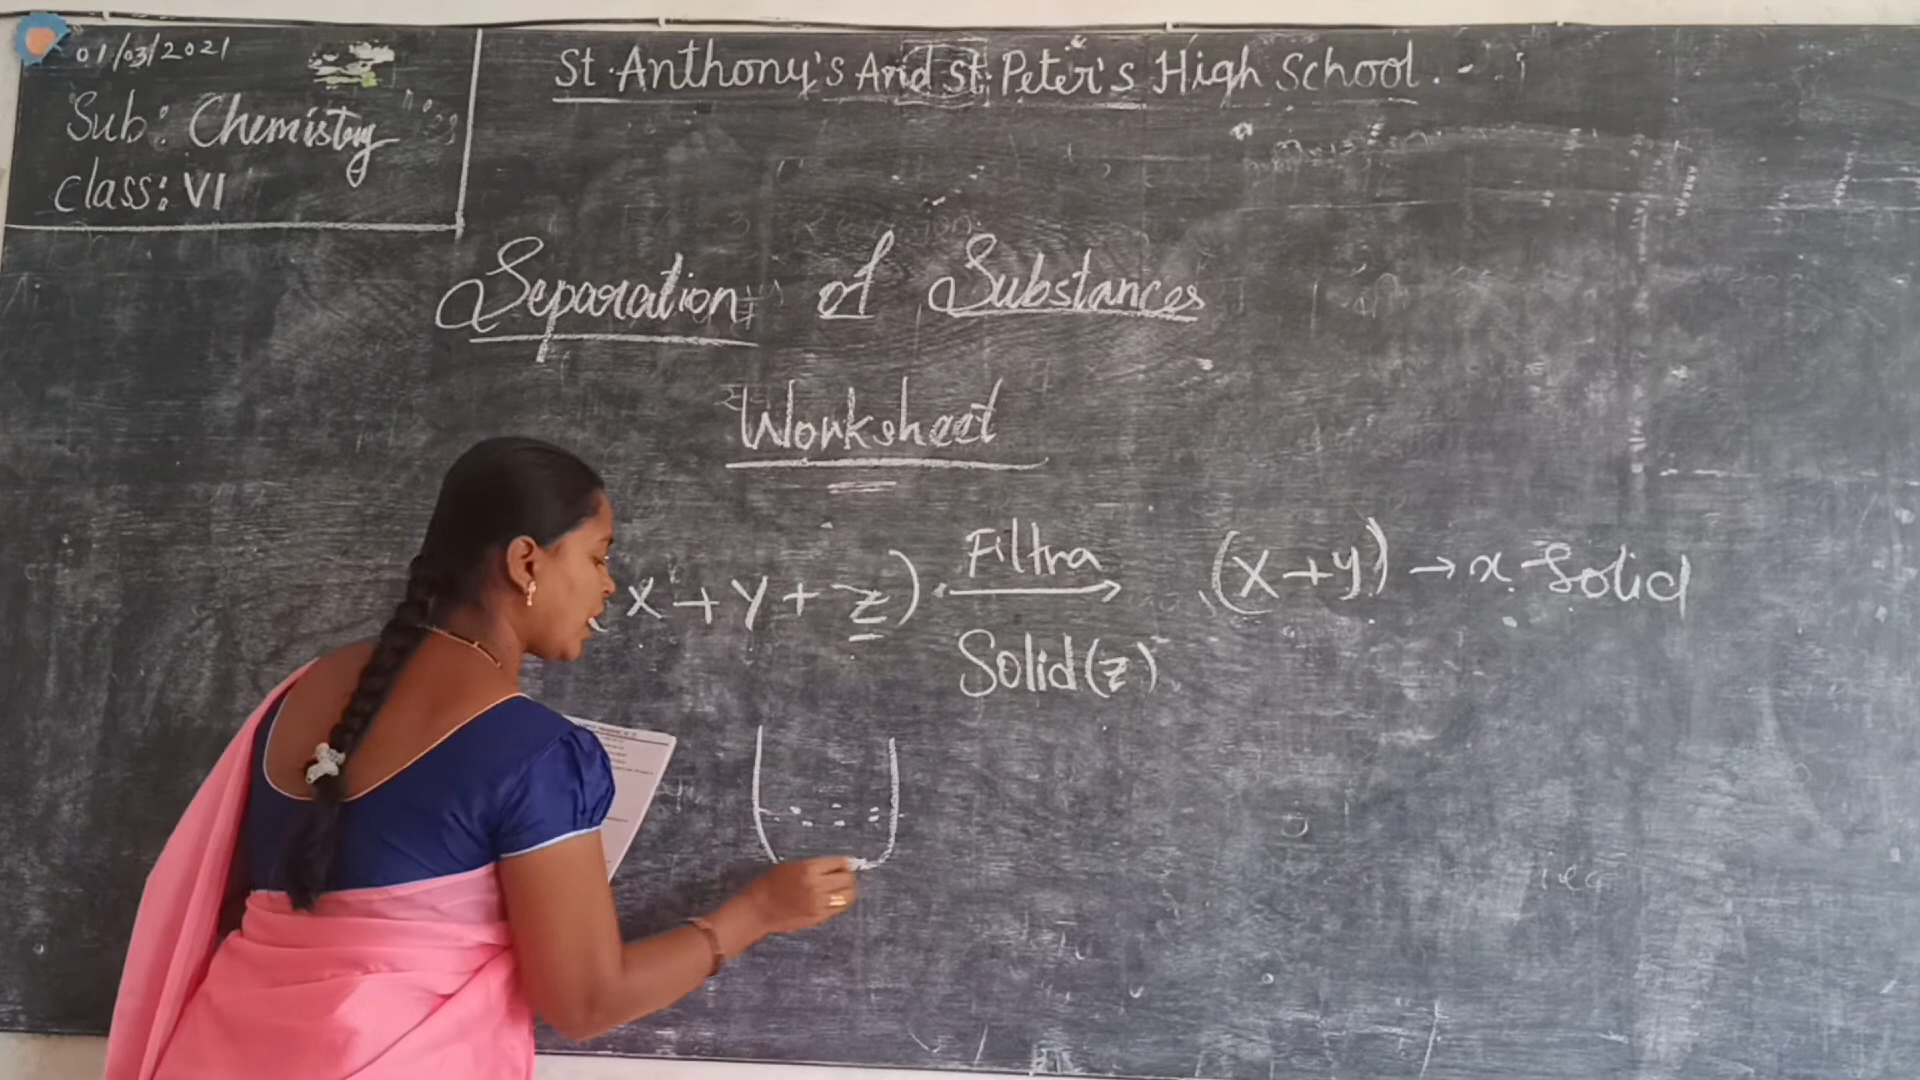 01/03/2021
Sub: Chemistry
Class: VI
St. Anthony's And St. Peter's High School.
Separation of Substances
Worksheet
X + Y + Z) Filtra (X + Y) → x - Solid
Solid (z)